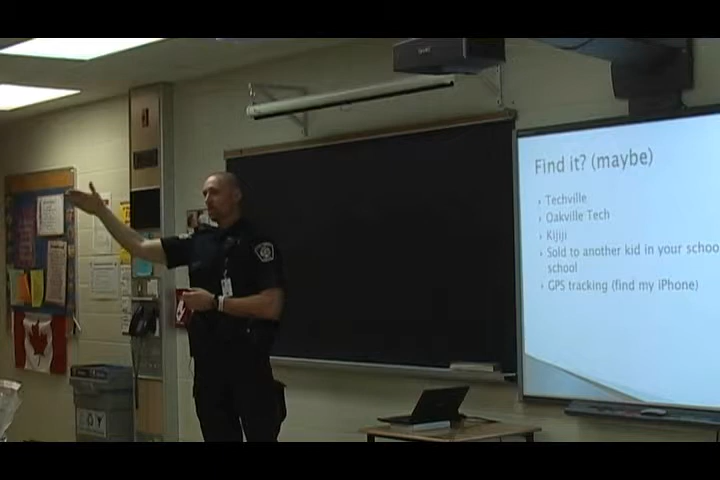 Find it? (maybe)
Techville
Oakville Tech
Kijiji
Sold to another kid in your school
school
GPS tracking (find my iPhone)